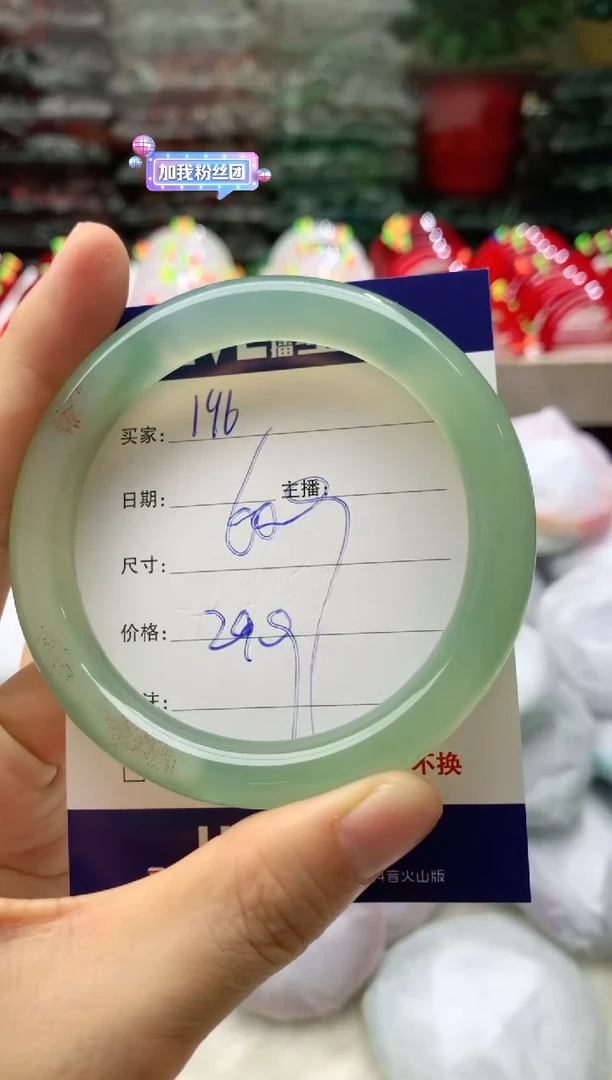 加我粉丝团
买家: 146
日期: 主播:
60
尺寸:
价格: 299
注:
不换
抖音火山版